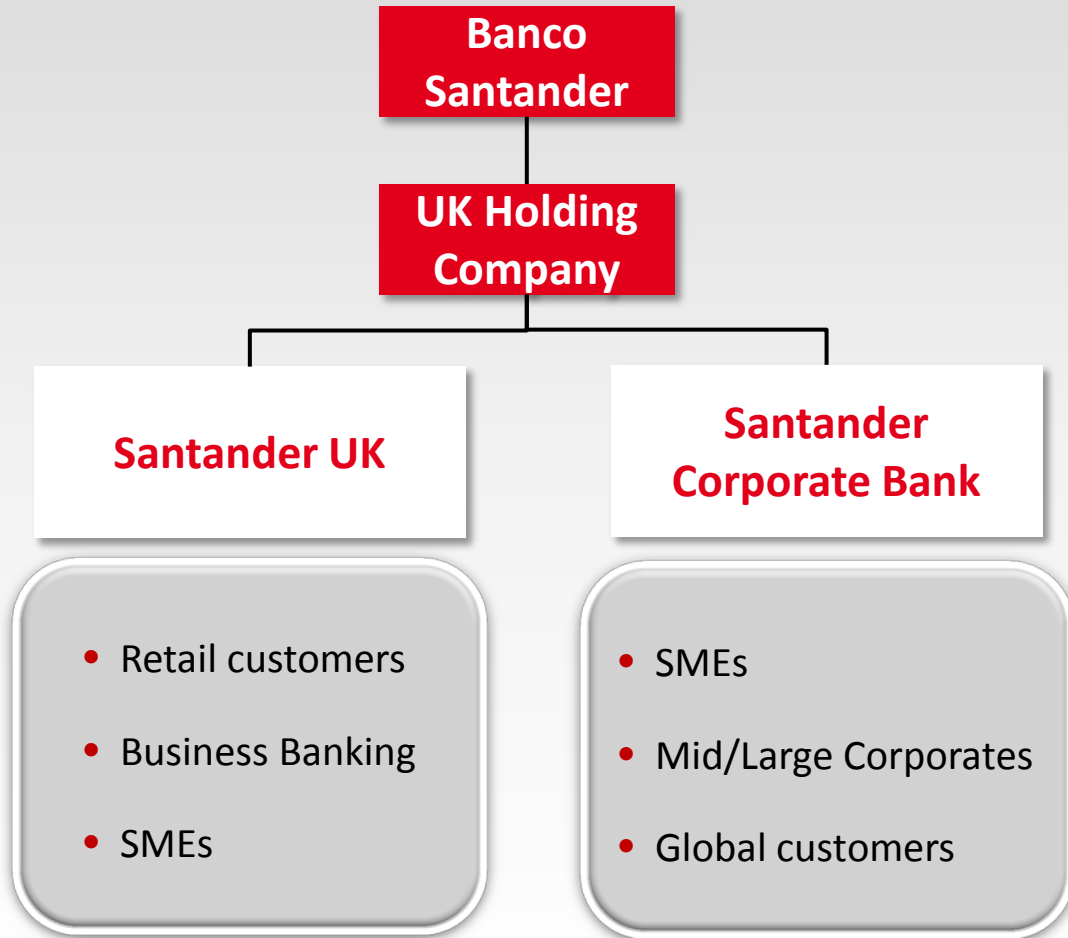 Banco
Santander
UK Holding
Company
Santander UK
Santander
Corporate Bank
• Retail customers
• Business Banking
• SMEs
• SMEs
• Mid/Large Corporates
• Global customers